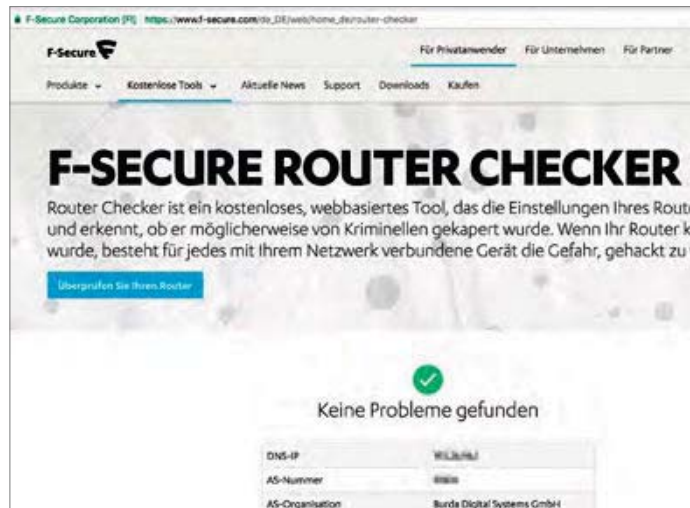 F-Secure Corporation [FI] https://www.f-secure.com/de_DE/web/home_de/router-checker
F-Secure
Für Privatanwender Für Unternehmen Für Partner
Produkte Kostenlose Tools Aktuelle News Support Downloads Kaufen
F-SECURE ROUTER CHECKER
Router Checker ist ein kostenloses, webbasiertes Tool, das die Einstellungen Ihres Route
und erkennt, ob er möglicherweise von Kriminellen gekapert wurde. Wenn Ihr Router k
wurde, besteht für jedes mit Ihrem Netzwerk verbundene Gerät die Gefahr, gehackt zu
Überprüfen Sie Ihren Router
Keine Probleme gefunden
DNS-IP
AS-Nummer
AS-Organisation Burda Digital Systems GmbH